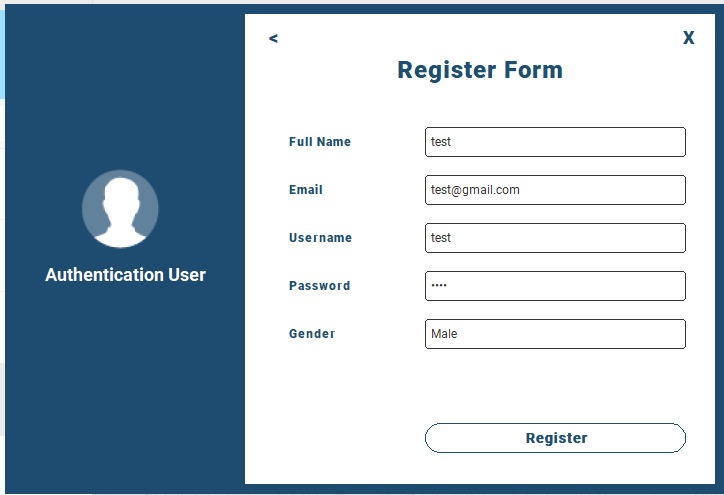 < X
Register Form
Full Name test
Email test@gmail.com
Username test
Password ••••
Gender Male
Register
Authentication User